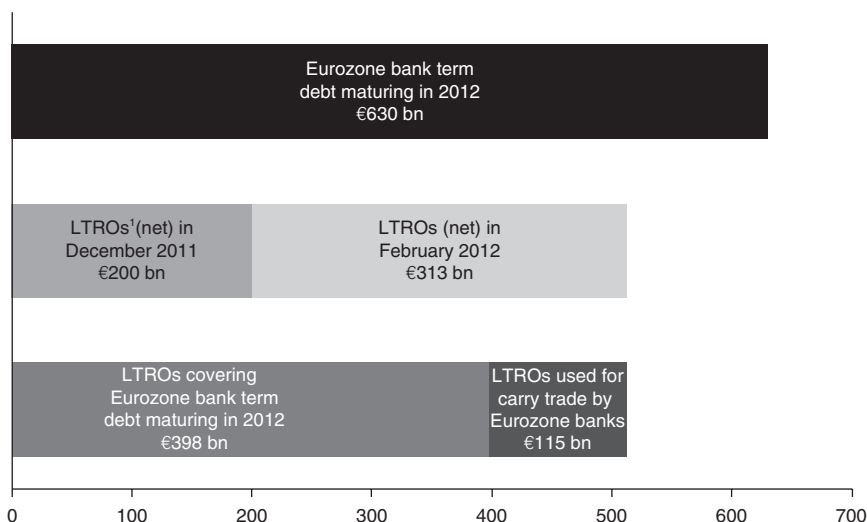 Eurozone bank term
debt maturing in 2012
€630 bn
LTROs¹(net) in
December 2011
€200 bn
LTROs (net) in
February 2012
€313 bn
LTROs covering
Eurozone bank term
debt maturing in 2012
€398 bn
LTROs used for
carry trade by
Eurozone banks
€115 bn
0 100 200 300 400 500 600 700